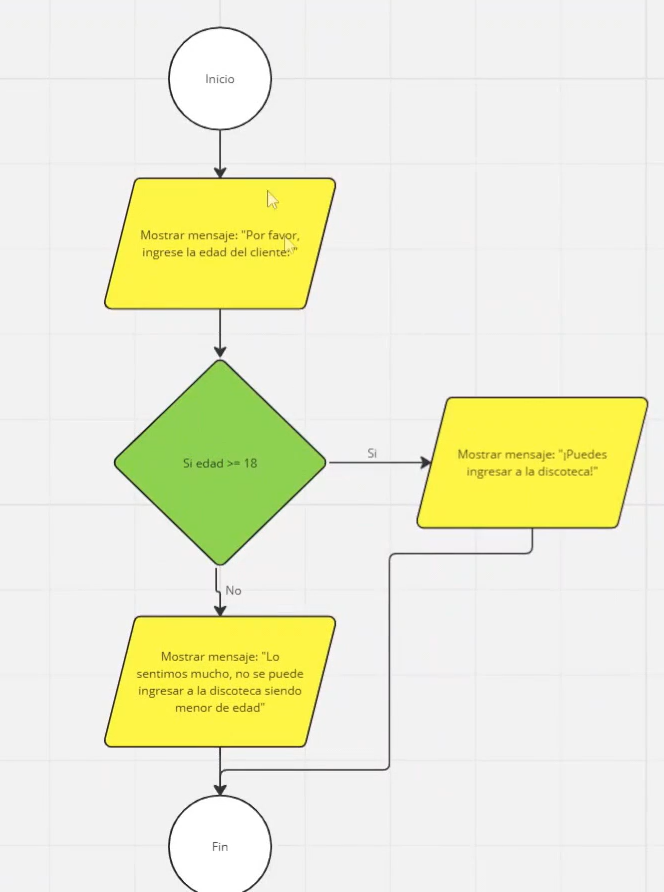 Inicio
Mostrar mensaje: "Por favor,
ingrese la edad del cliente: "
Si edad >= 18
Si
Mostrar mensaje: "¡Puedes
ingresar a la discoteca!"
No
Mostrar mensaje: "Lo
sentimos mucho, no se puede
ingresar a la discoteca siendo
menor de edad"
Fin